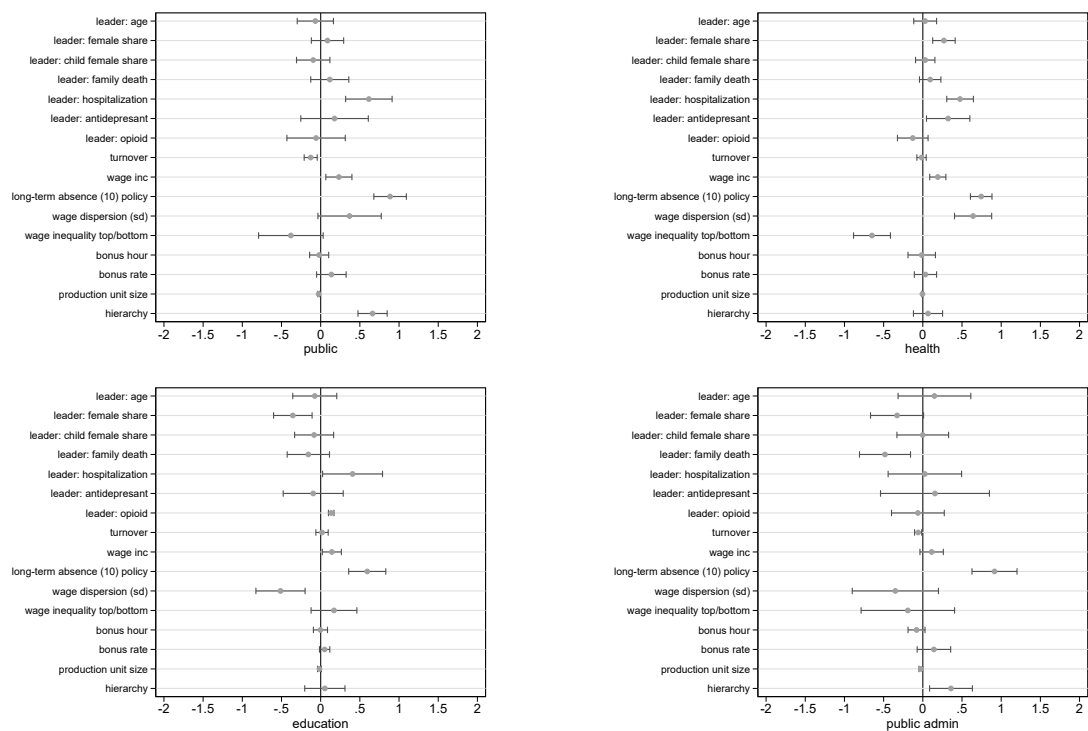 leader: age
leader: female share
leader: child female share
leader: family death
leader: hospitalization
leader: antidepresant
leader: opioid
turnover
wage inc
long-term absence (10) policy
wage dispersion (sd)
wage inequality top/bottom
bonus hour
bonus rate
production unit size
hierarchy
-2 -1.5 -1 -.5 0 .5 1 1.5 2
public
leader: age
leader: female share
leader: child female share
leader: family death
leader: hospitalization
leader: antidepresant
leader: opioid
turnover
wage inc
long-term absence (10) policy
wage dispersion (sd)
wage inequality top/bottom
bonus hour
bonus rate
production unit size
hierarchy
-2 -1.5 -1 -.5 0 .5 1 1.5 2
health
leader: age
leader: female share
leader: child female share
leader: family death
leader: hospitalization
leader: antidepresant
leader: opioid
turnover
wage inc
long-term absence (10) policy
wage dispersion (sd)
wage inequality top/bottom
bonus hour
bonus rate
production unit size
hierarchy
-2 -1.5 -1 -.5 0 .5 1 1.5 2
education
leader: age
leader: female share
leader: child female share
leader: family death
leader: hospitalization
leader: antidepresant
leader: opioid
turnover
wage inc
long-term absence (10) policy
wage dispersion (sd)
wage inequality top/bottom
bonus hour
bonus rate
production unit size
hierarchy
-2 -1.5 -1 -.5 0 .5 1 1.5 2
public admin